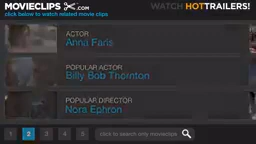 MOVIECLIPS .com
WATCH HOTTRAILERS!
click below to watch related movie clips
ACTOR
Anna Faris
POPULAR ACTOR
Billy Bob Thornton
POPULAR DIRECTOR
Nora Ephron
1 2 3 4 5
click to search only movieclips